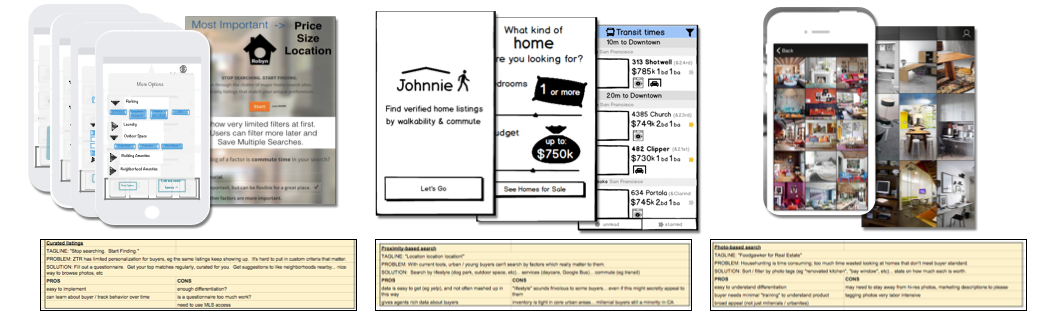 More Options
Parking
Laundry
Outdoor Space
Building Amenities
Neighborhood Amenities
Most Important -> Price
Size
Location
Robyn
STOP SEARCHING. START FINDING.
Start
how very limited filters at first.
Users can filter more later and
Save Multiple Searches.
of a factor is commute time in your search?
important, but can be flexible for a great place.
factors are more important.
Johnnie
Find verified home listings
by walkability & commute
Let's Go
What kind of
home
re you looking for?
drooms
1 or more
udget
up to:
$750k
See Homes for Sale
Transit times
10m to Downtown
San Francisco
313 Shotwell
$785k 2bd 1ba
20m to Downtown
San Francisco
4385 Church (&23rd)
$749k 2bd 1ba
482 Clipper
$730k 1bd 1ba
San Francisco
634 Portola
$745k 2bd 1ba
unread
starred
Back
Curated listings
TAGLINE: "Stop searching. Start Finding."
PROBLEM: ZTR has limited personalization for buyers, eg the same listings keep showing up. It's hard to put in custom criteria that matter.
SOLUTION: Fill out a questionnaire. Get your top matches regularly, curated for you. Get suggestions to like neighborhoods nearby... nice
way to browse photos, etc
PROS CONS
easy to implement enough differentiation?
can learn about buyer / track behavior over time Is a questionnaire too much work?
need to use MLS access
Proximity-based search
TAGLINE: "Location location location!"
PROBLEM: With current tools, urban / young buyers can't search by factors which really matter to them.
SOLUTION: Search by lifestyle (dog park, outdoor space, etc)... services (daycare, Google Bus) .. commute (eg transit)
PROS CONS
data is easy to get (eg yelp), and not often mashed up in "lifestyle" sounds frivolous to some buyers... even if this might secretly appeal to
this way them
gives agents rich data about buyers inventory is tight in core urban areas... millenial buyers still a minority in CA
Photo-based search
TAGLINE: "Foodgawker for Real Estate"
PROBLEM: Househunting is time consuming; too much time wasted looking at homes that don't meet buyer standard.
SOLUTION: Sort / filter by photo tags (eg "renovated kitchen", "bay window", etc) .. stats on how much each is worth.
PROS CONS
easy to understand differentiation may need to stay away from hi-res photos, marketing descriptions to please
buyer needs minimal "training" to understand product tagging photos very labor intensive
broad appeal (not just millenials / urbanites)